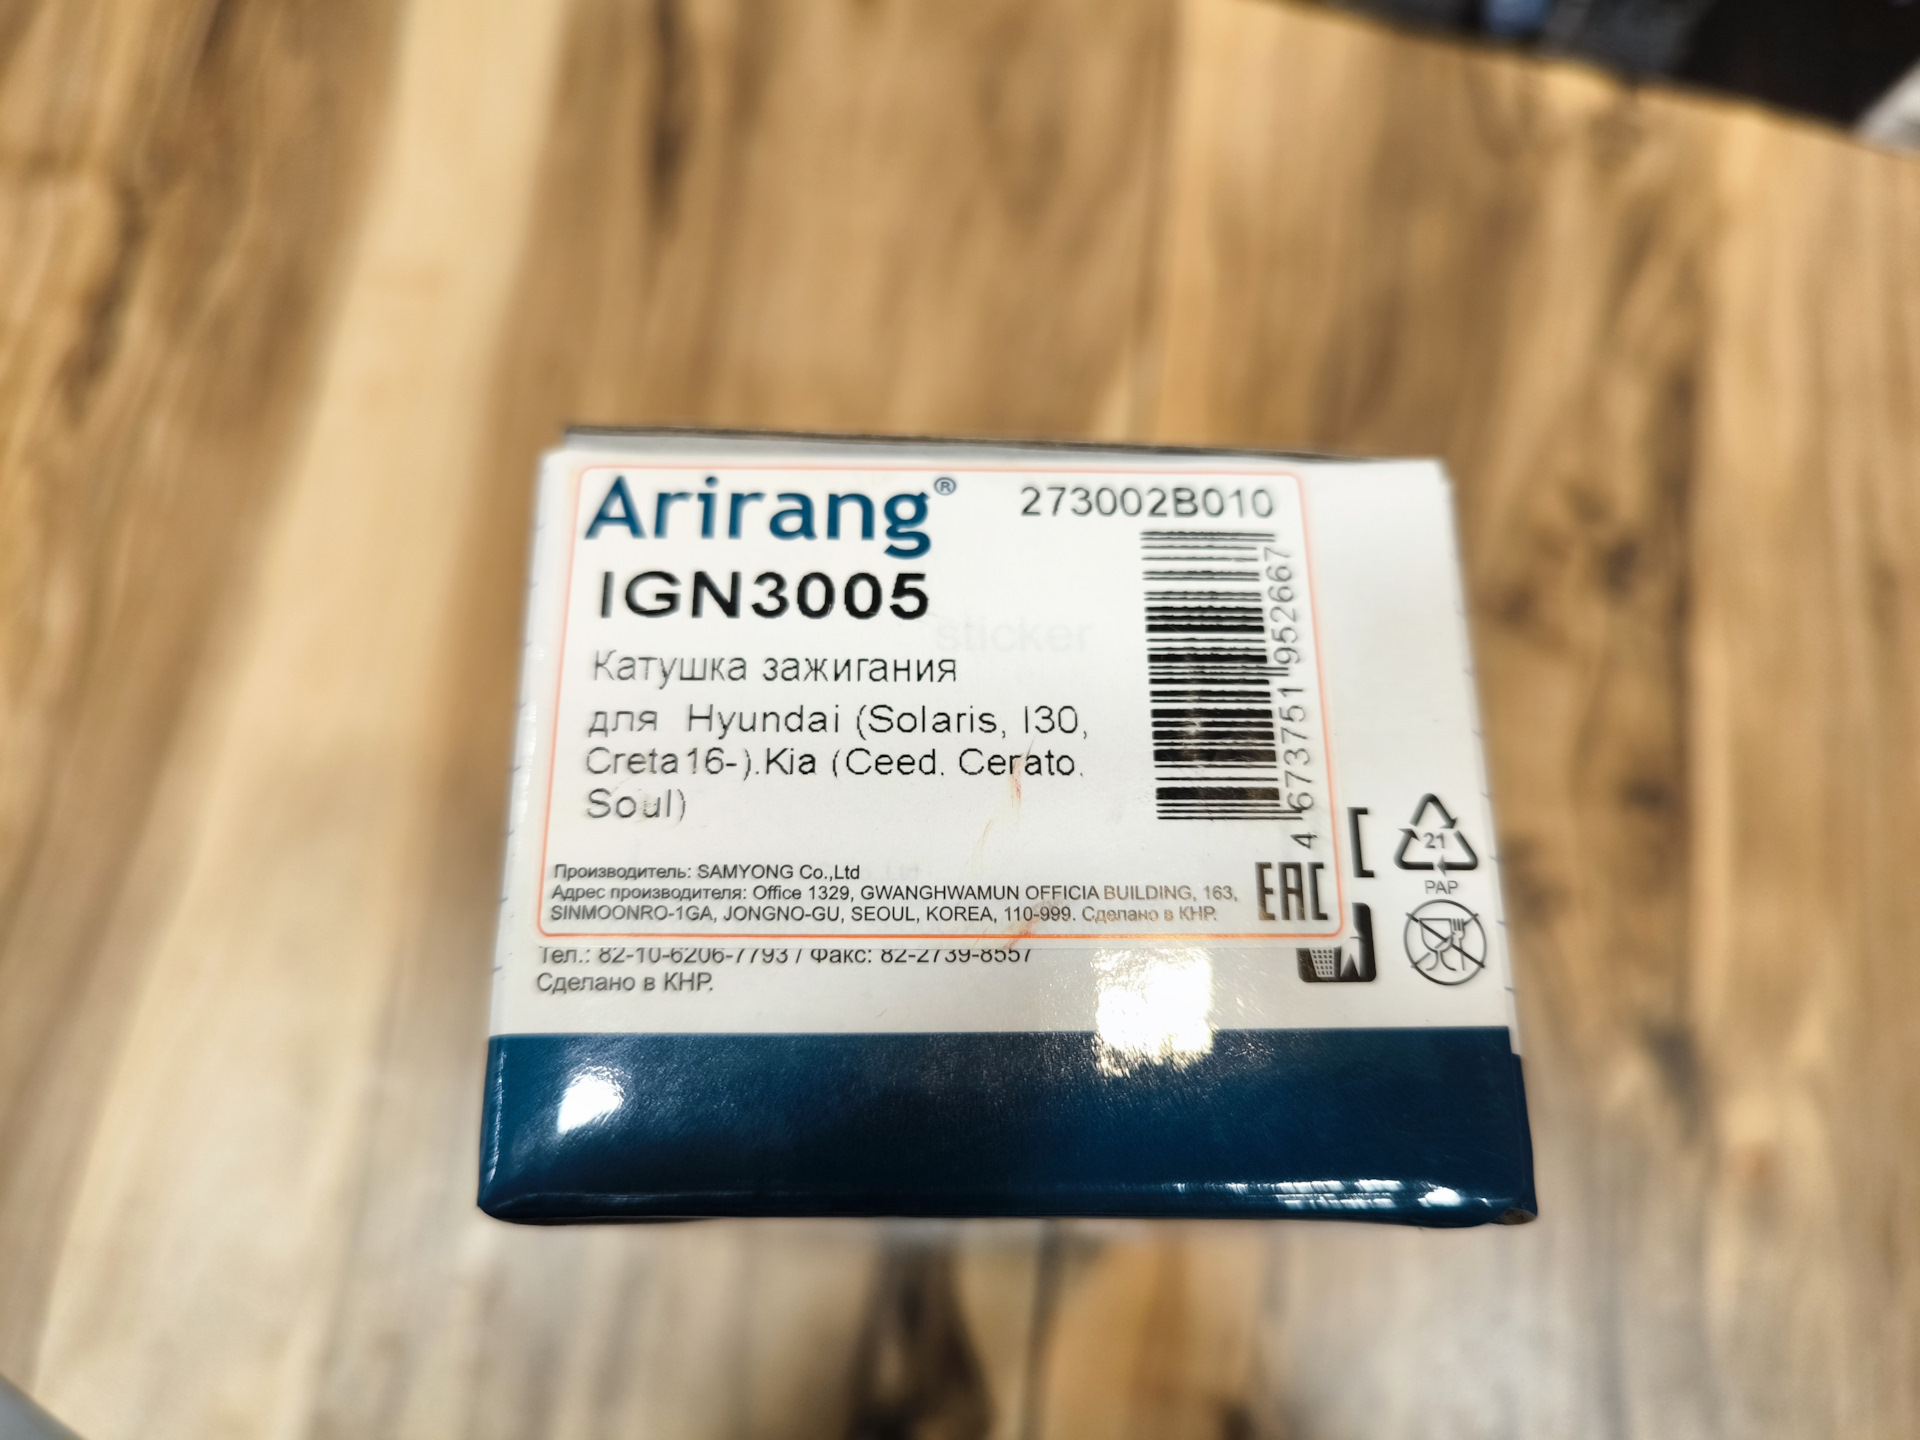 Arirang®
273002B010
IGN3005
sticker
Катушка зажигания
для Hyundai (Solaris, I30,
Creta16-).Kia (Ceed. Cerato.
Soul)
4 673751 952667
Производитель: SAMYONG Co.,Ltd
Адрес производителя: Office 1329, GWANGHWAMUN OFFICIA BUILDING, 163,
SINMOONRO-1GA, JONGNO-GU, SEOUL, KOREA, 110-999. Сделано в КНР.
EAC
21
PAP
Тел.: 82-10-6206-7793 / Факс: 82-2739-8557
Сделано в КНР.